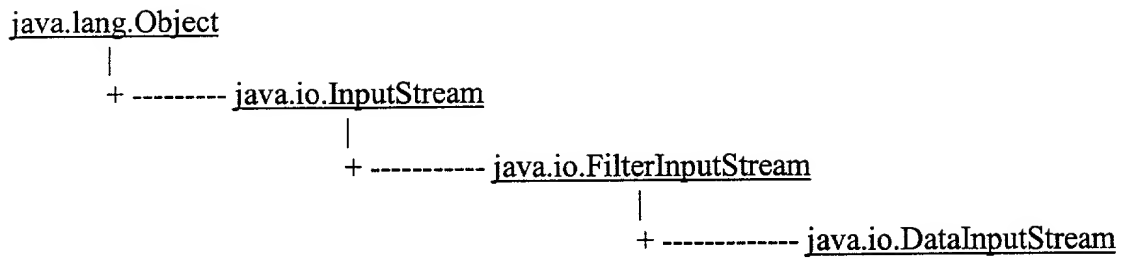 java.lang.Object
|
+ --------- java.io.InputStream
|
+ ----------- java.io.FilterInputStream
|
+ ------------- java.io.DataInputStream